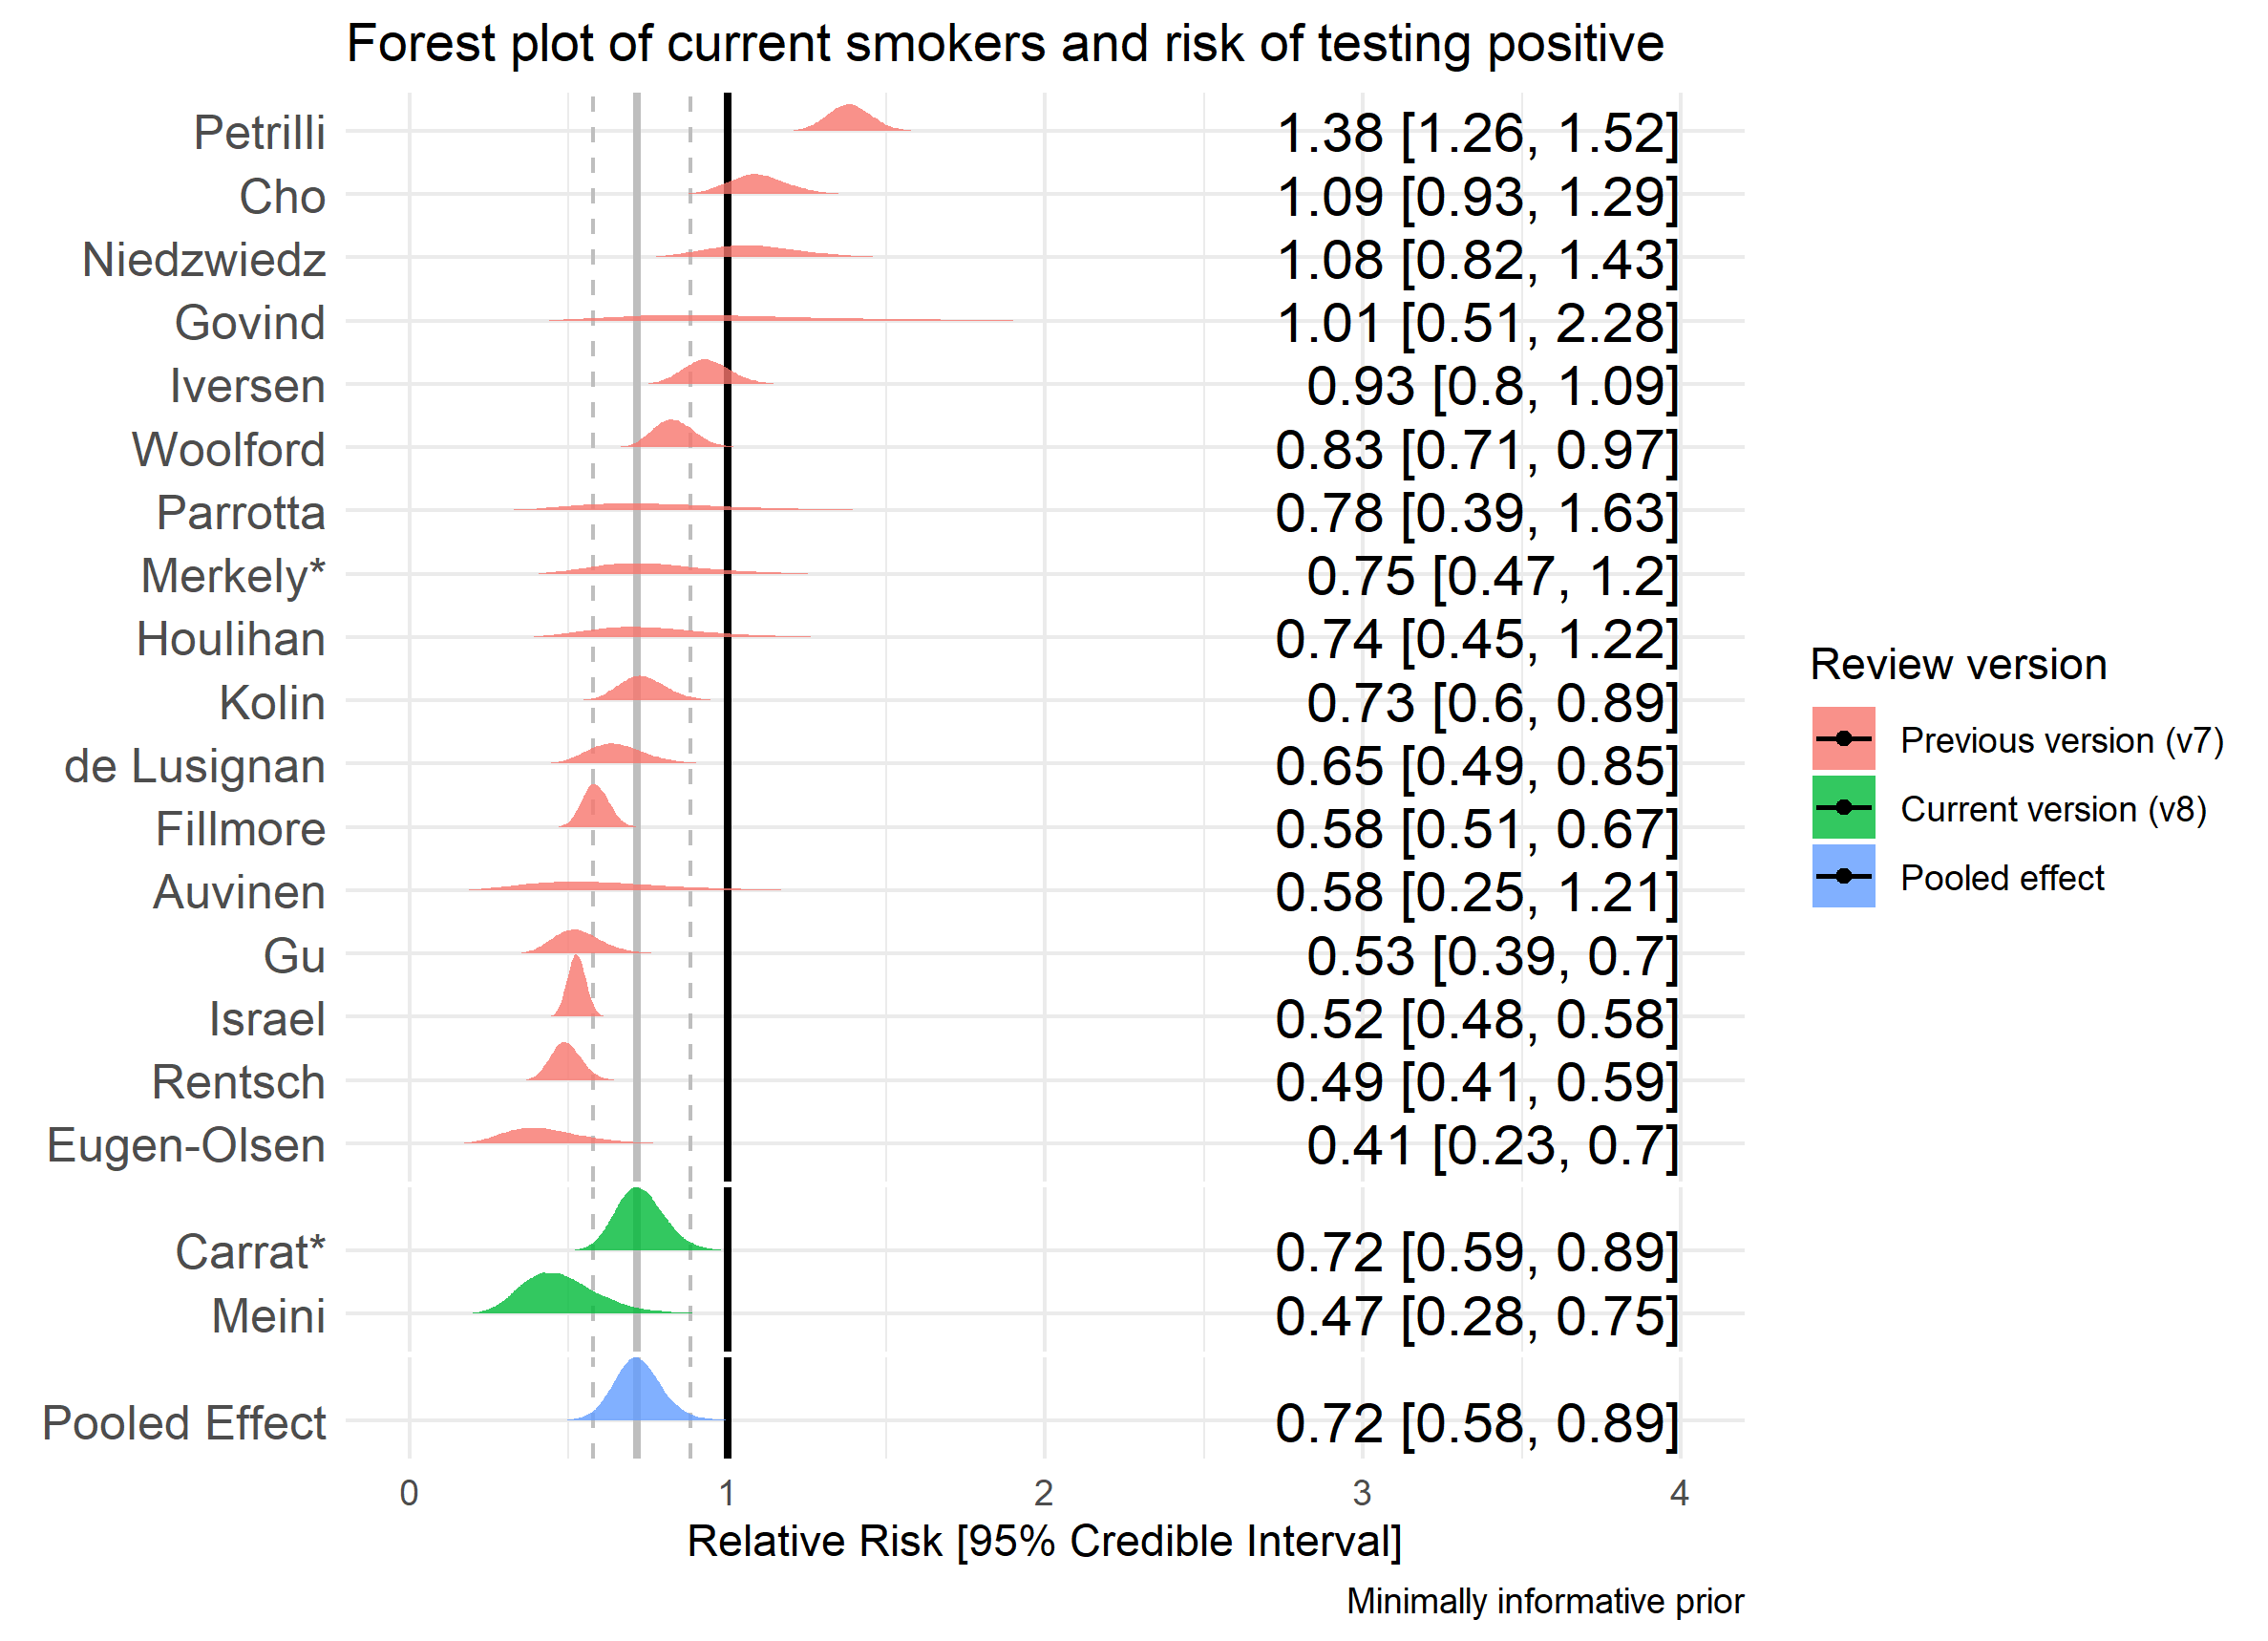 Forest plot of current smokers and risk of testing positive
Petrilli 1.38 [1.26, 1.52]
Cho 1.09 [0.93, 1.29]
Niedzwiedz 1.08 [0.82, 1.43]
Govind 1.01 [0.51, 2.28]
Iversen 0.93 [0.8, 1.09]
Woolford 0.83 [0.71, 0.97]
Parrotta 0.78 [0.39, 1.63]
Merkely* 0.75 [0.47, 1.2]
Houlihan 0.74 [0.45, 1.22]
Kolin 0.73 [0.6, 0.89]
de Lusignan 0.65 [0.49, 0.85]
Fillmore 0.58 [0.51, 0.67]
Auvinen 0.58 [0.25, 1.21]
Gu 0.53 [0.39, 0.7]
Israel 0.52 [0.48, 0.58]
Rentsch 0.49 [0.41, 0.59]
Eugen-Olsen 0.41 [0.23, 0.7]
Carrat* 0.72 [0.59, 0.89]
Meini 0.47 [0.28, 0.75]
Pooled Effect 0.72 [0.58, 0.89]
0 1 2 3 4
Relative Risk [95% Credible Interval]
Minimally informative prior
Review version
Previous version (v7)
Current version (v8)
Pooled effect